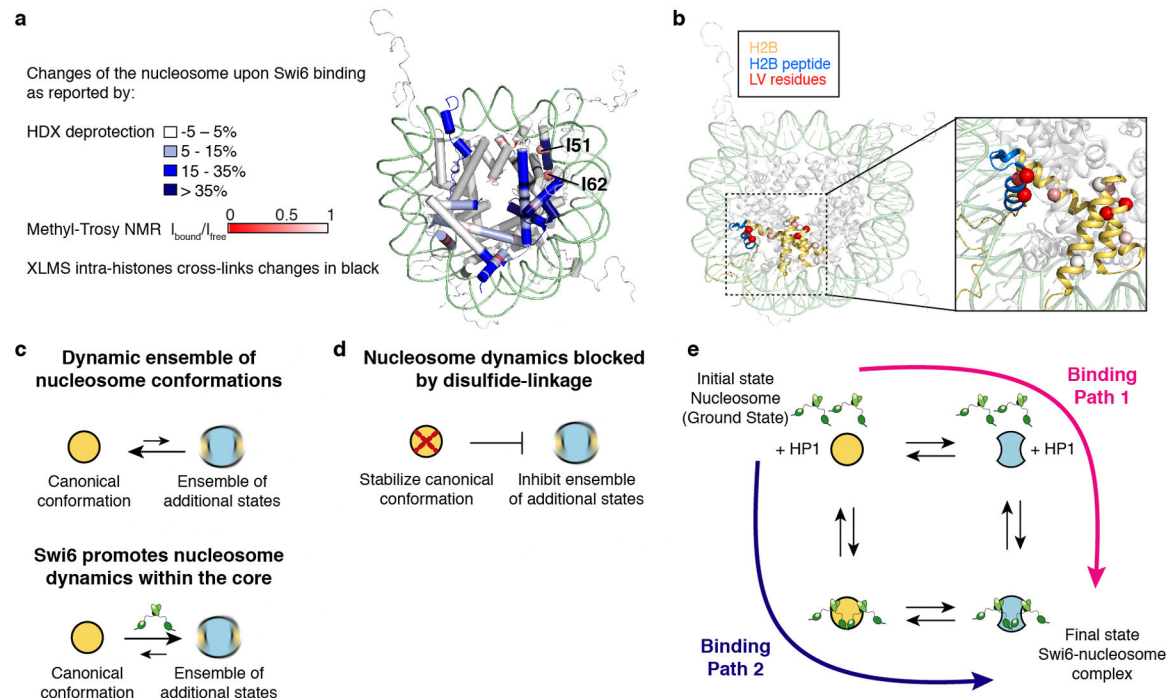 a
Changes of the nucleosome upon Swi6 binding
as reported by:
HDX deprotection
-5 – 5%
5 - 15%
15 - 35%
> 35%
0 0.5 1
Methyl-Trosy NMR I bound/I free
XLMS intra-histones cross-links changes in black
I51
I62
b
H2B
H2B peptide
LV residues
c
Dynamic ensemble of
nucleosome conformations
Canonical
conformation
Ensemble of
additional states
Swi6 promotes nucleosome
dynamics within the core
Canonical
conformation
Ensemble of
additional states
d
Nucleosome dynamics blocked
by disulfide-linkage
Stabilize canonical
conformation
Inhibit ensemble
of additional states
e
Initial state
Nucleosome
(Ground State)
Binding
Path 1
+ HP1
+ HP1
Binding
Path 2
Final state
Swi6-nucleosome
complex